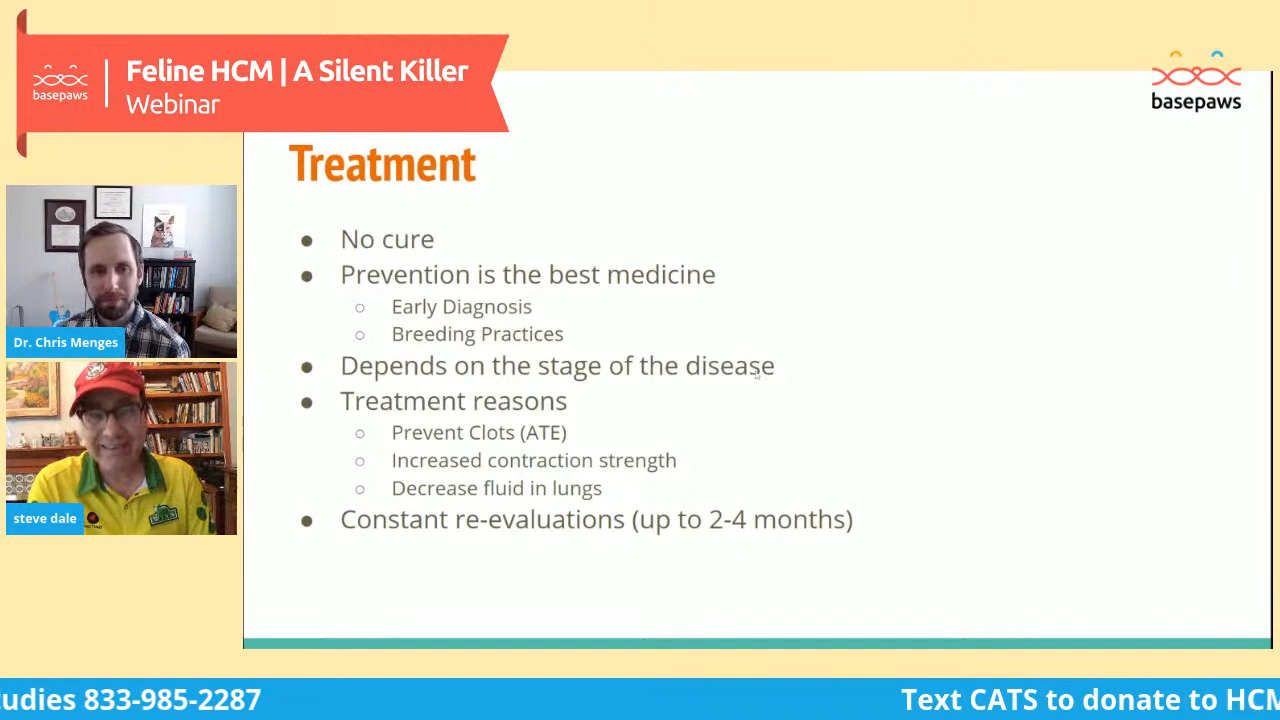 Feline HCM | A Silent Killer
Webinar
basepaws
basepaws
Treatment
● No cure
● Prevention is the best medicine
○ Early Diagnosis
○ Breeding Practices
● Depends on the stage of the disease
● Treatment reasons
○ Prevent Clots (ATE)
○ Increased contraction strength
○ Decrease fluid in lungs
● Constant re-evaluations (up to 2-4 months)
Dr. Chris Menges
steve dale
tudies 833-985-2287
Text CATS to donate to HCM